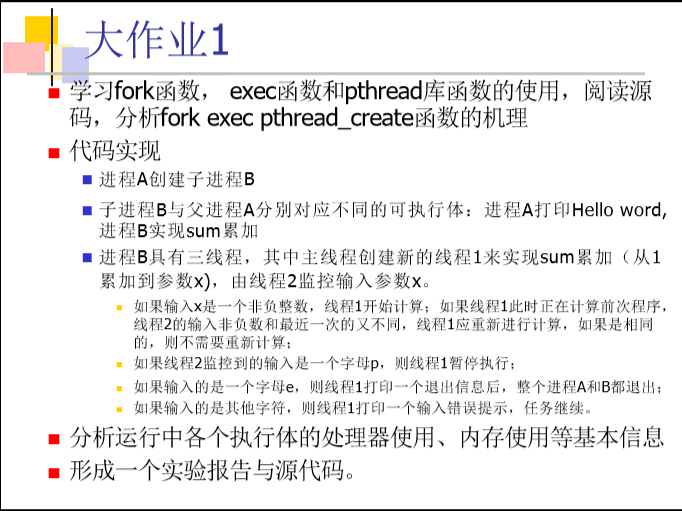 大作业1
学习fork函数， exec函数和pthread库函数的使用，阅读源
码，分析fork exec pthread_create函数的机理
代码实现
进程A创建子进程B
子进程B与父进程A分别对应不同的可执行体：进程A打印Hello word,
进程B实现sum累加
进程B具有三线程，其中主线程创建新的线程1来实现sum累加（从1
累加到参数x)，由线程2监控输入参数x。
如果输入x是一个非负整数，线程1开始计算；如果线程1此时正在计算前次程序，
线程2的输入非负数和最近一次的又不同，线程1应重新进行计算，如果是相同
的，则不需要重新计算；
如果线程2监控到的输入是一个字母p，则线程1暂停执行；
如果输入的是一个字母e，则线程1打印一个退出信息后，整个进程A和B都退出；
如果输入的是其他字符，则线程1打印一个输入错误提示，任务继续。
分析运行中各个执行体的处理器使用、内存使用等基本信息
形成一个实验报告与源代码。